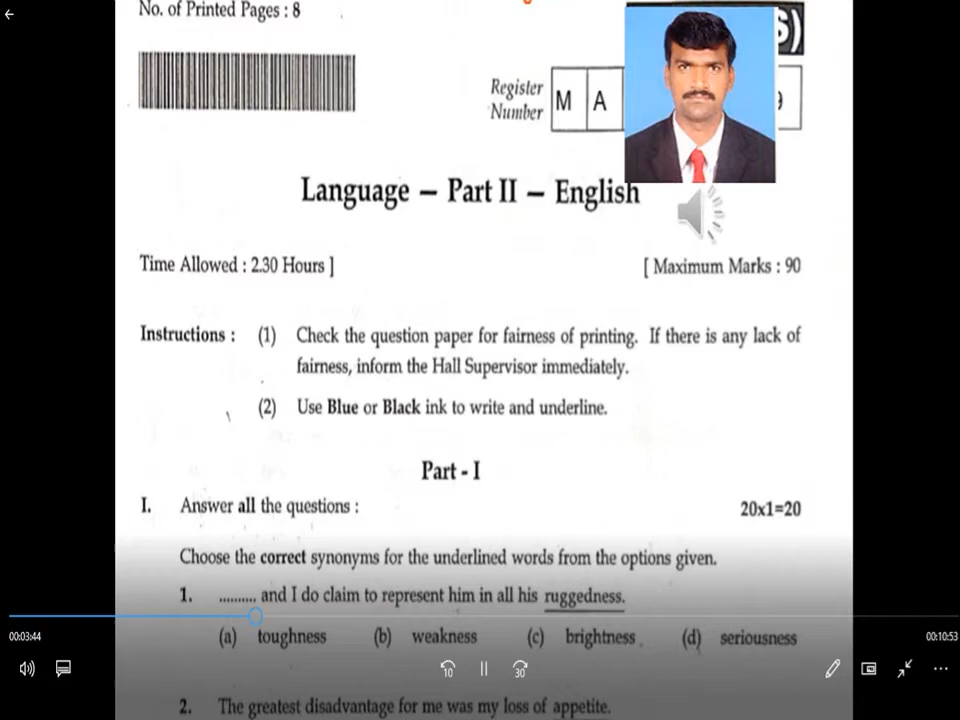 No. of Printed Pages : 8
S)
Register
Number
M A 9
Language – Part II – English
Time Allowed : 2.30 Hours ] [ Maximum Marks : 90
Instructions : (1) Check the question paper for fairness of printing. If there is any lack of
fairness, inform the Hall Supervisor immediately.
(2) Use Blue or Black ink to write and underline.
Part - I
I. Answer all the questions : 20x1=20
Choose the correct synonyms for the underlined words from the options given.
1. .......... and I do claim to represent him in all his ruggedness.
00:03:44 00:10:53
(a) toughness (b) weakness (c) brightness (d) seriousness
10 30
2. The greatest disadvantage for me was my loss of appetite.